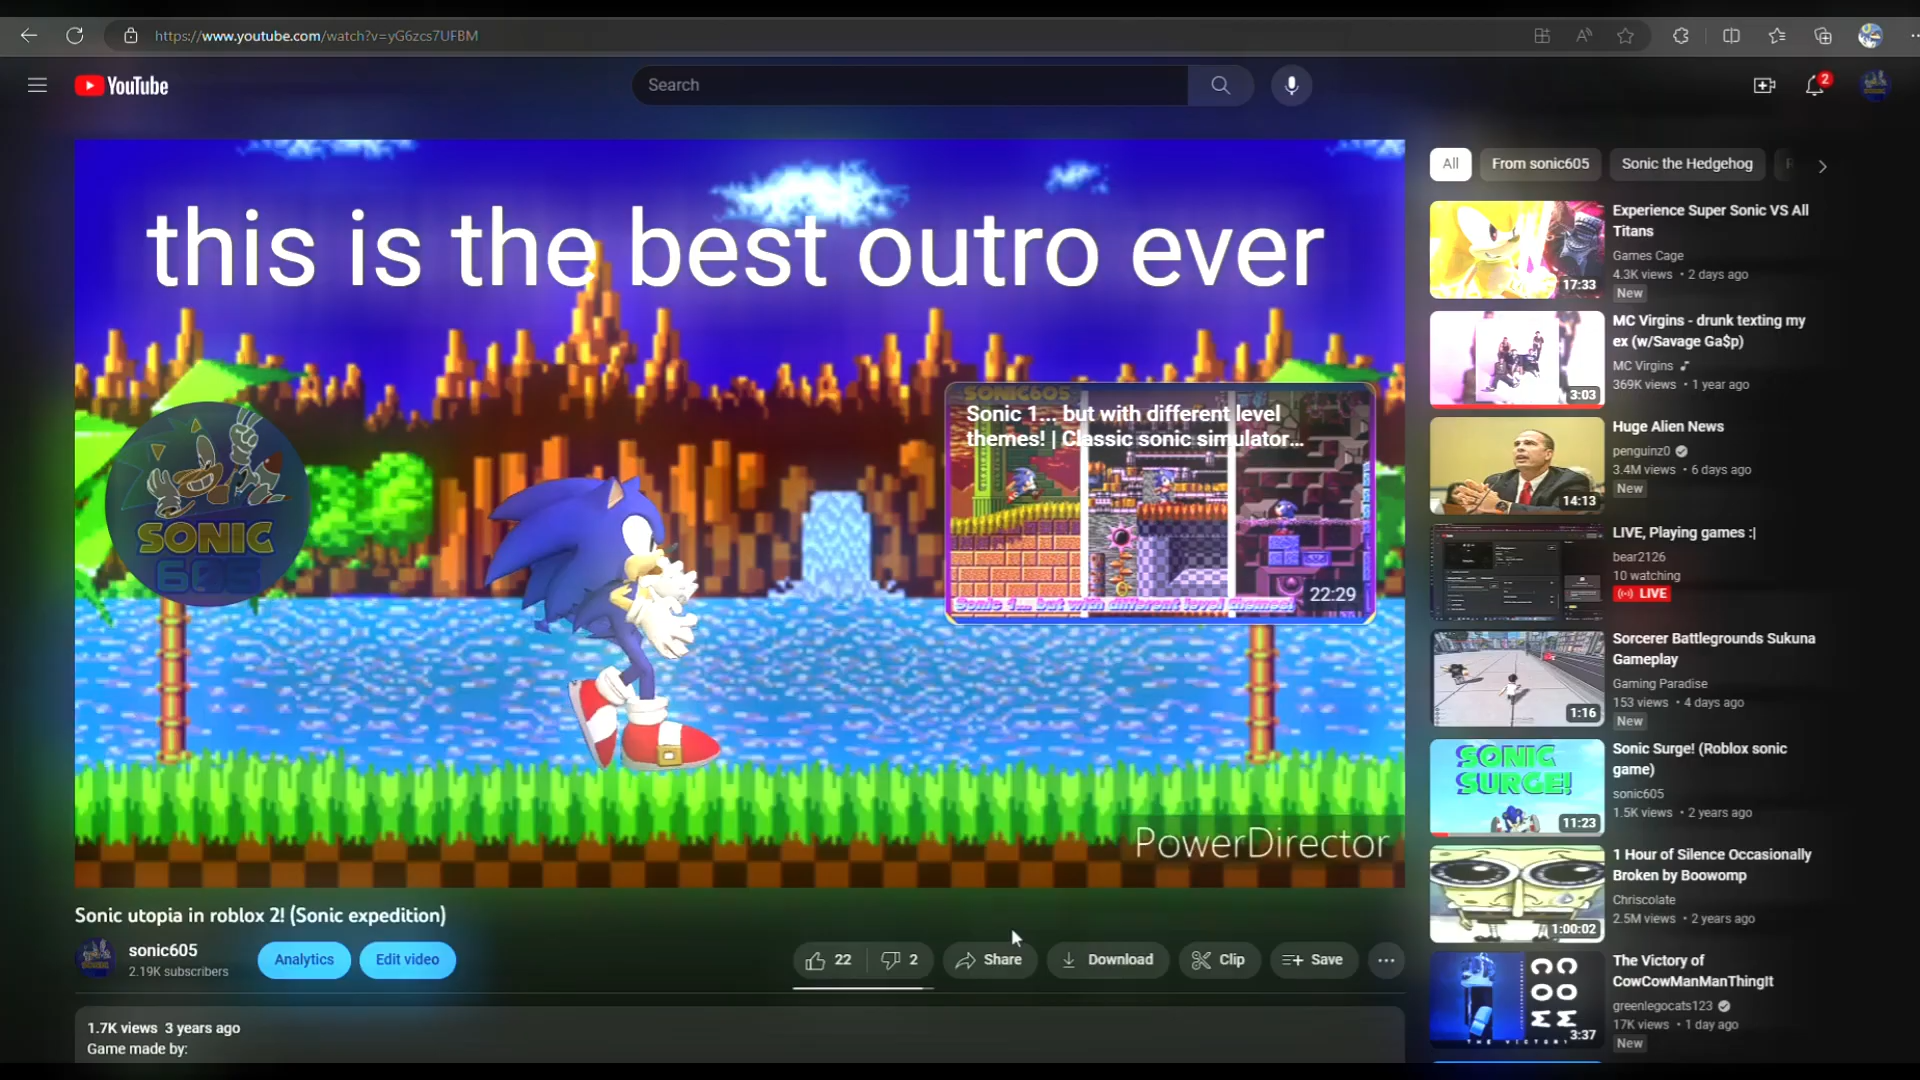 https://www.youtube.com/watch?v=yG6zcs7UFBM
YouTube
Search
2
this is the best outro ever
SONIC
605
SONIC605
Sonic 1... but with different level
themes! | Classic sonic simulator...
Sonic 1... but with different level themes!
22:29
PowerDirector
Sonic utopia in roblox 2! (Sonic expedition)
sonic605
2.19K subscribers
Analytics
Edit video
22
2
Share
Download
Clip
Save
1.7K views 3 years ago
Game made by:
All
From sonic605
Sonic the Hedgehog
Experience Super Sonic VS All
Titans
Games Cage
4.3K views • 2 days ago
New
17:33
MC Virgins - drunk texting my
ex (w/Savage Ga$p)
MC Virgins
369K views • 1 year ago
3:03
Huge Alien News
penguinz0
3.4M views • 6 days ago
New
14:13
LIVE, Playing games :|
bear2126
10 watching
LIVE
Sorcerer Battlegrounds Sukuna
Gameplay
Gaming Paradise
153 views • 4 days ago
New
1:16
SONIC
SURGE!
11:23
Sonic Surge! (Roblox sonic
game)
sonic605
1.5K views • 2 years ago
1 Hour of Silence Occasionally
Broken by Boowomp
Chriscolate
2.5M views • 2 years ago
1:00:02
The Victory of
CowCowManManThingIt
greenlegocats123
17K views • 1 day ago
New
3:37